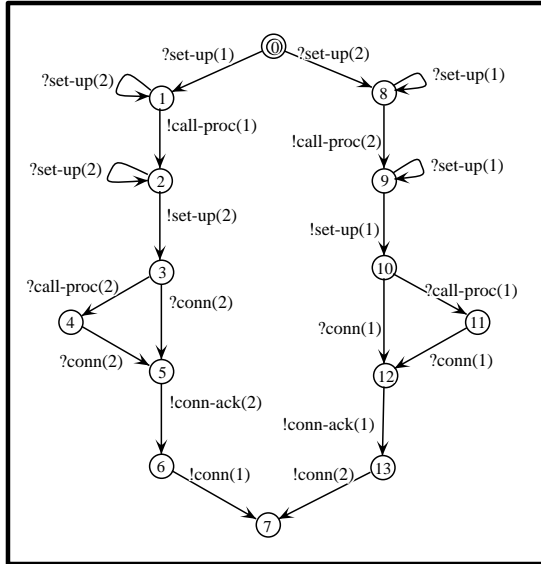 0
?set-up(1) ?set-up(2)
?set-up(2) ?set-up(1)
1 8
!call-proc(1) !call-proc(2)
?set-up(2) ?set-up(1)
2 9
!set-up(2) !set-up(1)
3 10
?call-proc(2) ?call-proc(1)
?conn(2) ?conn(1)
4 11
?conn(2) ?conn(1)
5 12
!conn-ack(2) !conn-ack(1)
6 13
!conn(1) !conn(2)
7